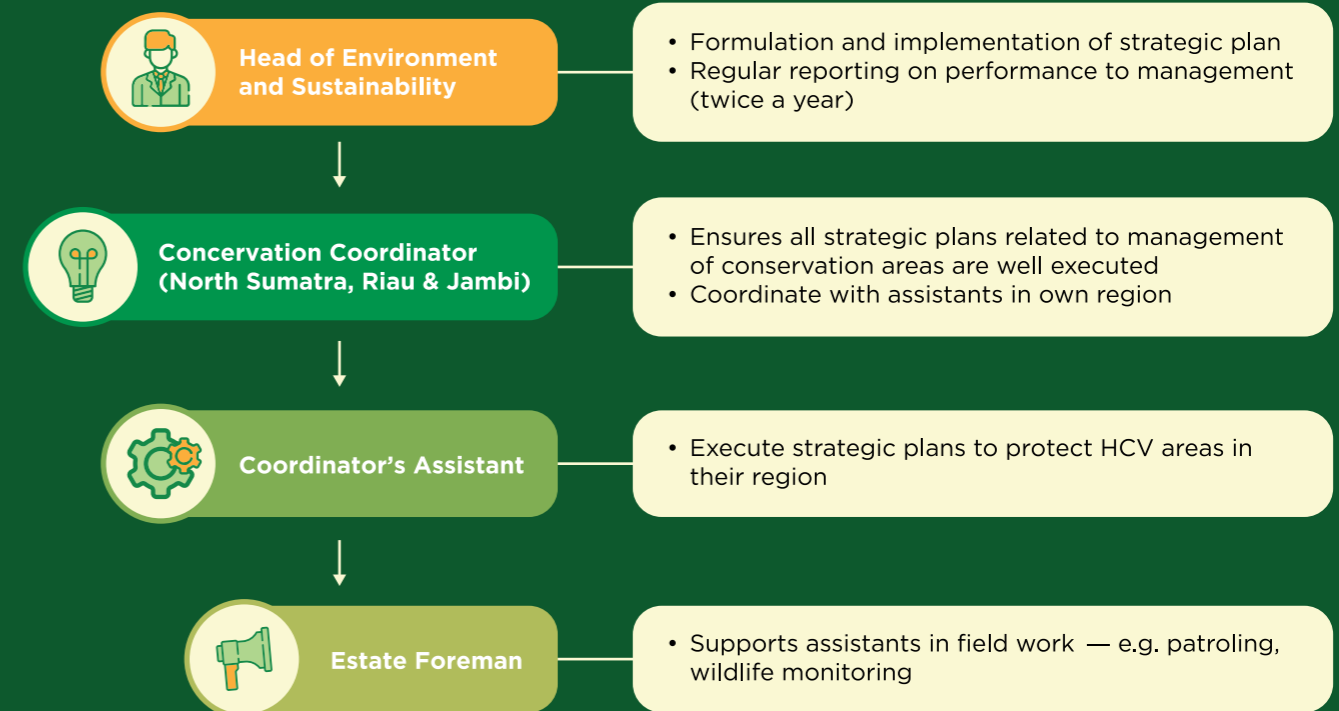 Head of Environment
and Sustainability
• Formulation and implementation of strategic plan
• Regular reporting on performance to management
(twice a year)
Concervation Coordinator
(North Sumatra, Riau & Jambi)
• Ensures all strategic plans related to management
of conservation areas are well executed
• Coordinate with assistants in own region
Coordinator’s Assistant
• Execute strategic plans to protect HCV areas in
their region
Estate Foreman
• Supports assistants in field work — e.g. patroling,
wildlife monitoring